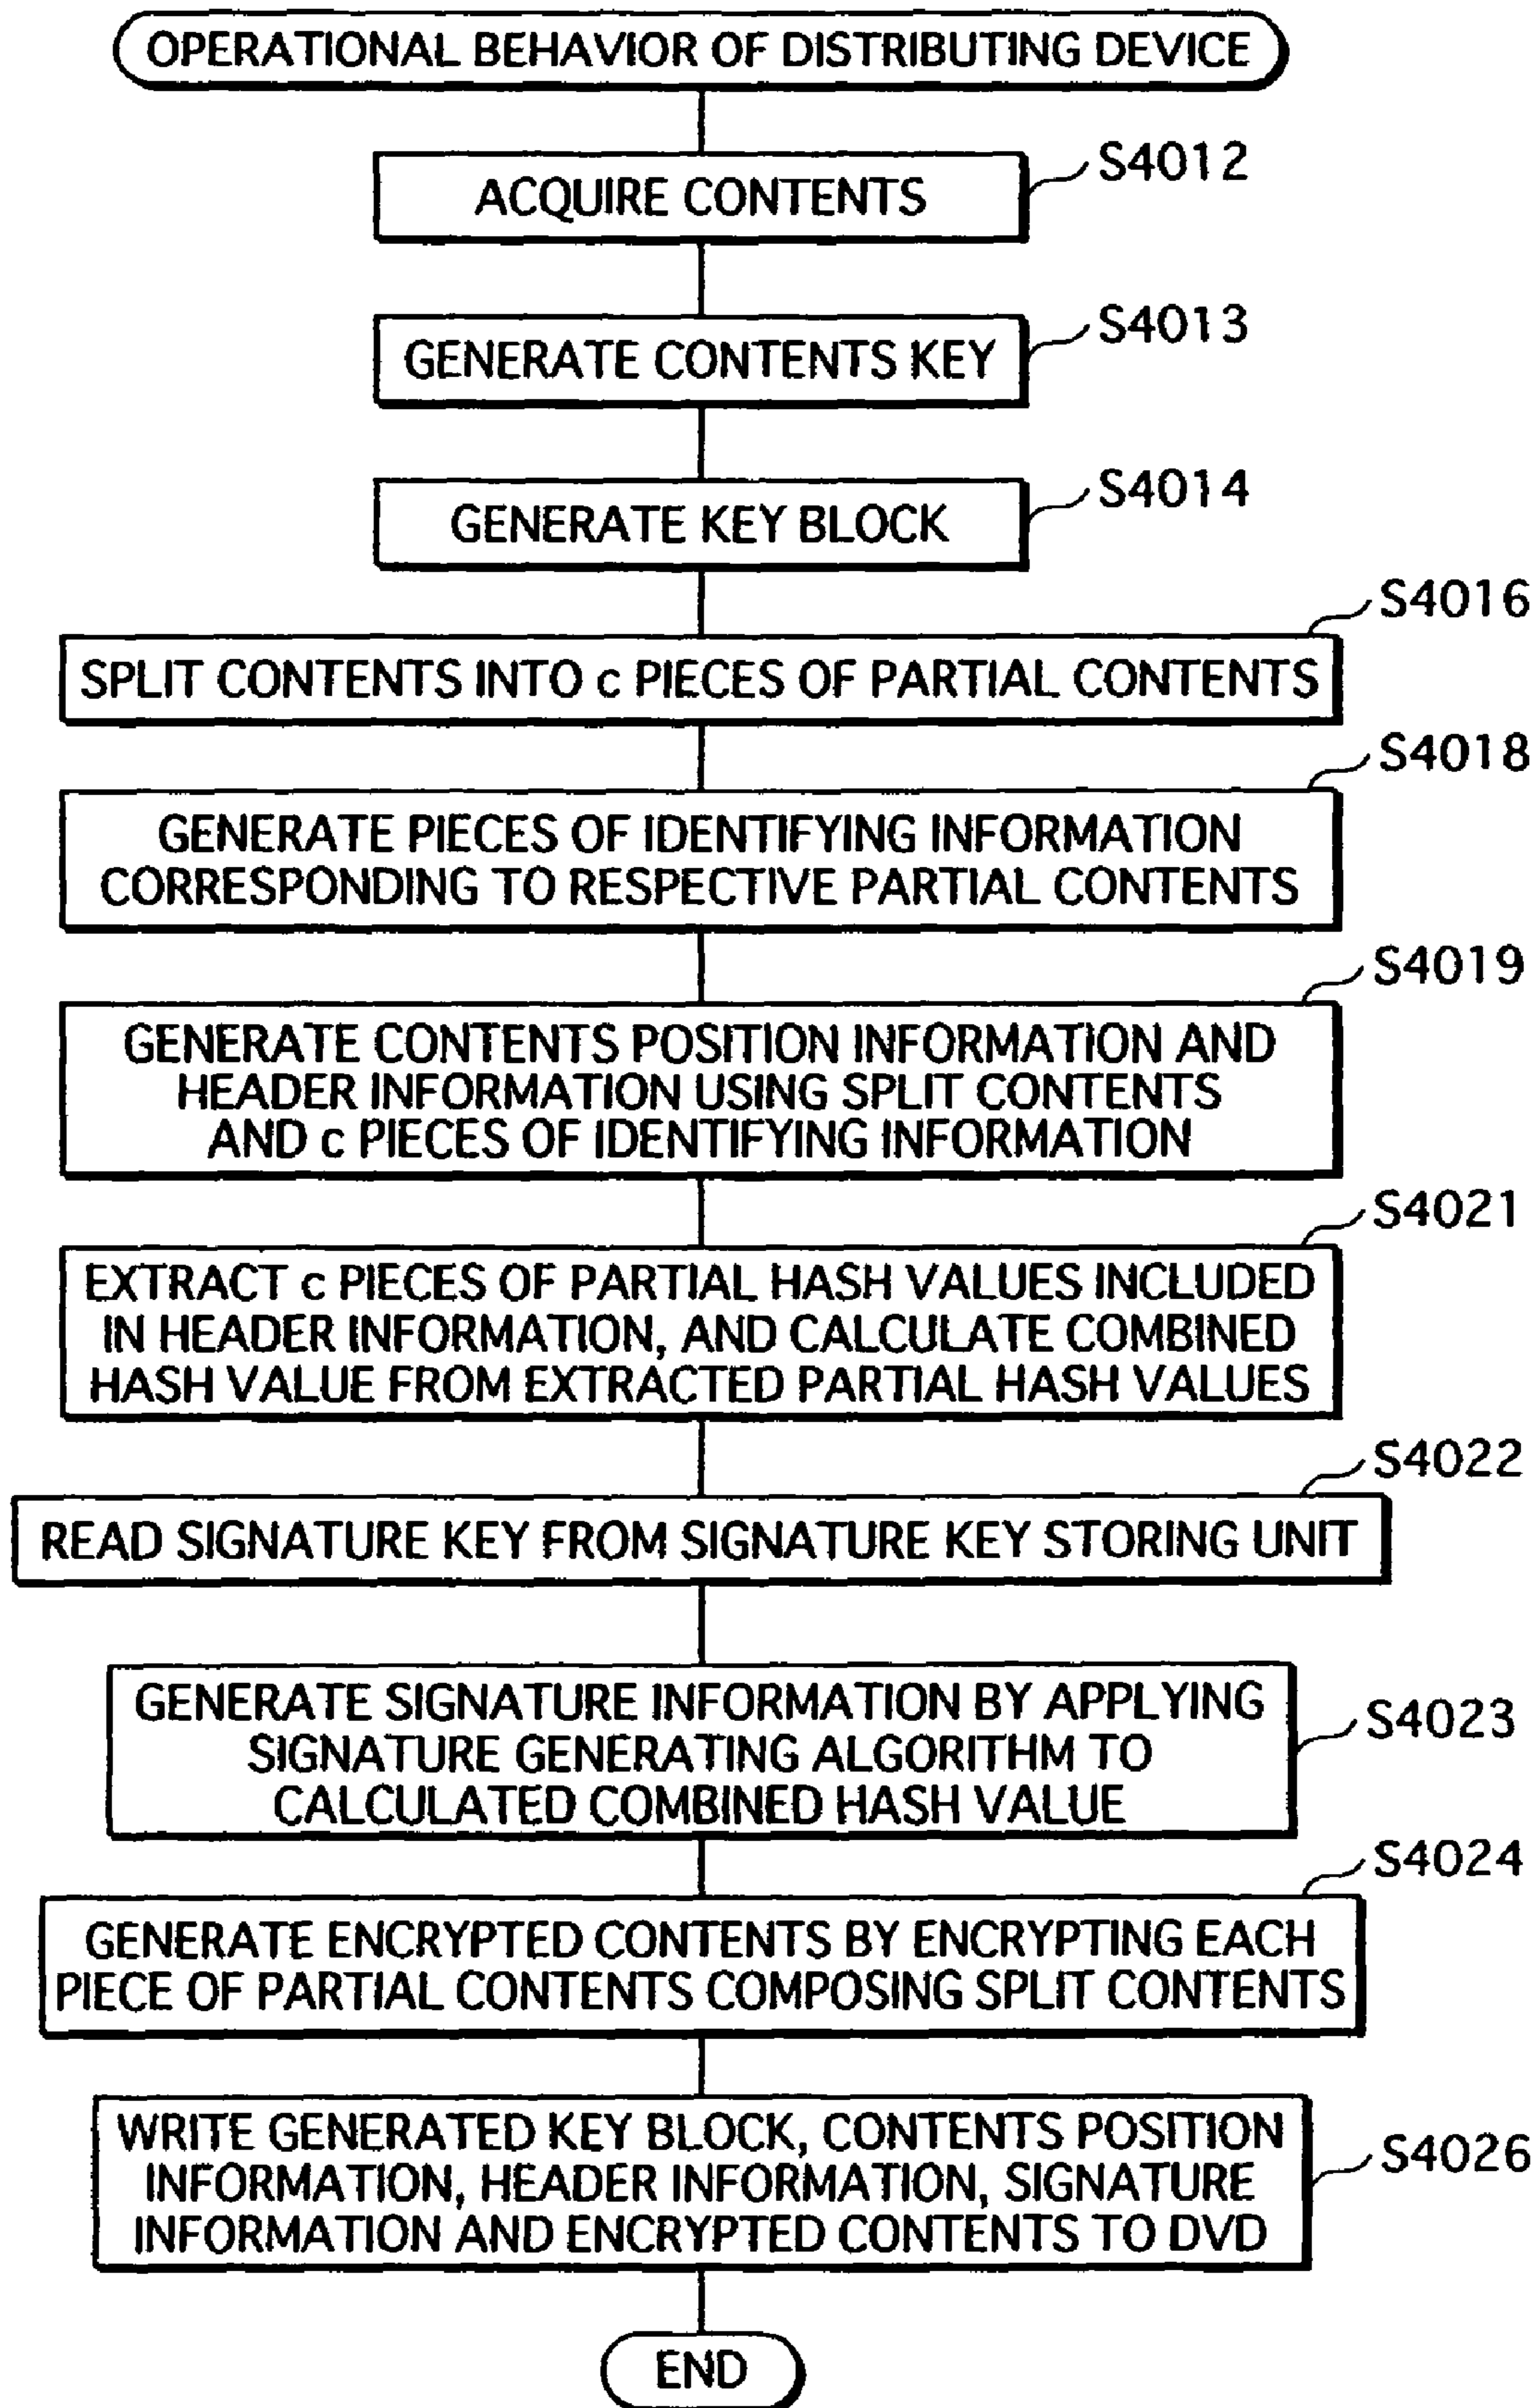 OPERATIONAL BEHAVIOR OF DISTRIBUTING DEVICE
S4012
ACQUIRE CONTENTS
S4013
GENERATE CONTENTS KEY
S4014
GENERATE KEY BLOCK
S4016
SPLIT CONTENTS INTO c PIECES OF PARTIAL CONTENTS
S4018
GENERATE PIECES OF IDENTIFYING INFORMATION
CORRESPONDING TO RESPECTIVE PARTIAL CONTENTS
S4019
GENERATE CONTENTS POSITION INFORMATION AND
HEADER INFORMATION USING SPLIT CONTENTS
AND c PIECES OF IDENTIFYING INFORMATION
S4021
EXTRACT c PIECES OF PARTIAL HASH VALUES INCLUDED
IN HEADER INFORMATION, AND CALCULATE COMBINED
HASH VALUE FROM EXTRACTED PARTIAL HASH VALUES
S4022
READ SIGNATURE KEY FROM SIGNATURE KEY STORING UNIT
GENERATE SIGNATURE INFORMATION BY APPLYING
SIGNATURE GENERATING ALGORITHM TO
CALCULATED COMBINED HASH VALUE
S4023
S4024
GENERATE ENCRYPTED CONTENTS BY ENCRYPTING EACH
PIECE OF PARTIAL CONTENTS COMPOSING SPLIT CONTENTS
WRITE GENERATED KEY BLOCK, CONTENTS POSITION
INFORMATION, HEADER INFORMATION, SIGNATURE
INFORMATION AND ENCRYPTED CONTENTS TO DVD
S4026
END